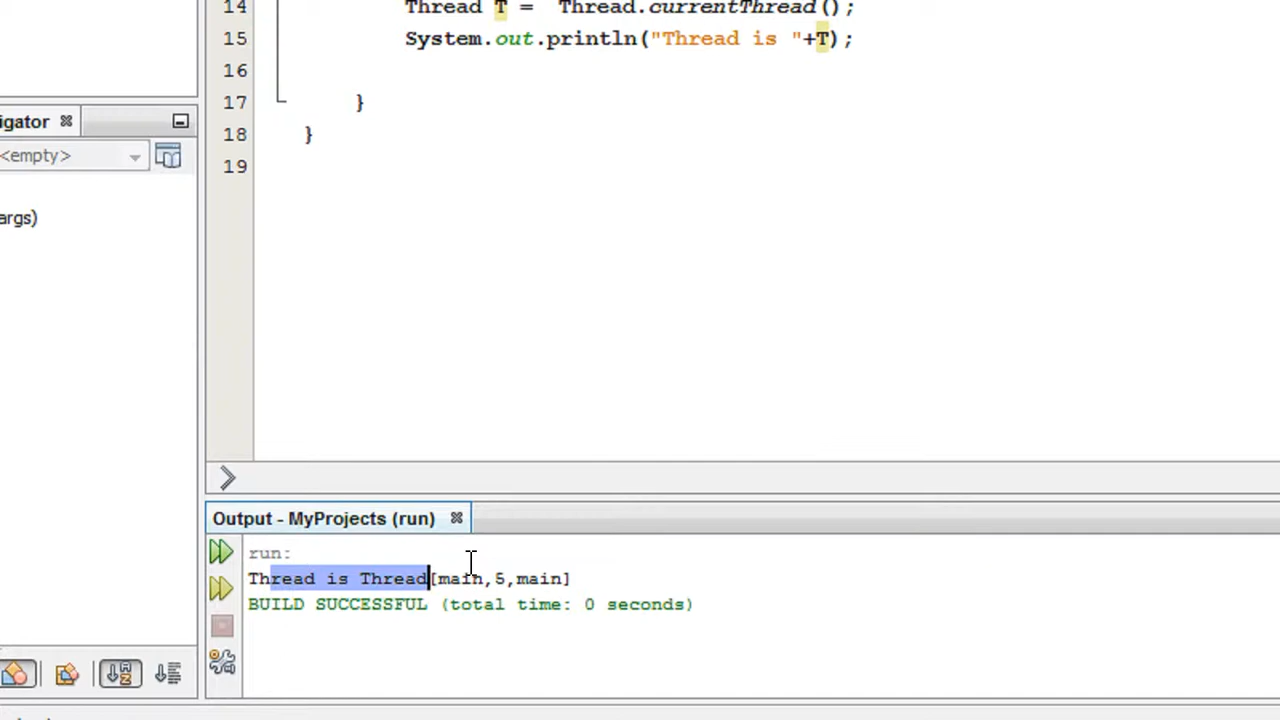 14 Thread T = Thread.currentThread();
15 System.out.println("Thread is "+T);
16
17 }
18 }
19
igator
<empty>
args)
Output - MyProjects (run)
run:
Thread is Thread[main,5,main]
BUILD SUCCESSFUL (total time: 0 seconds)